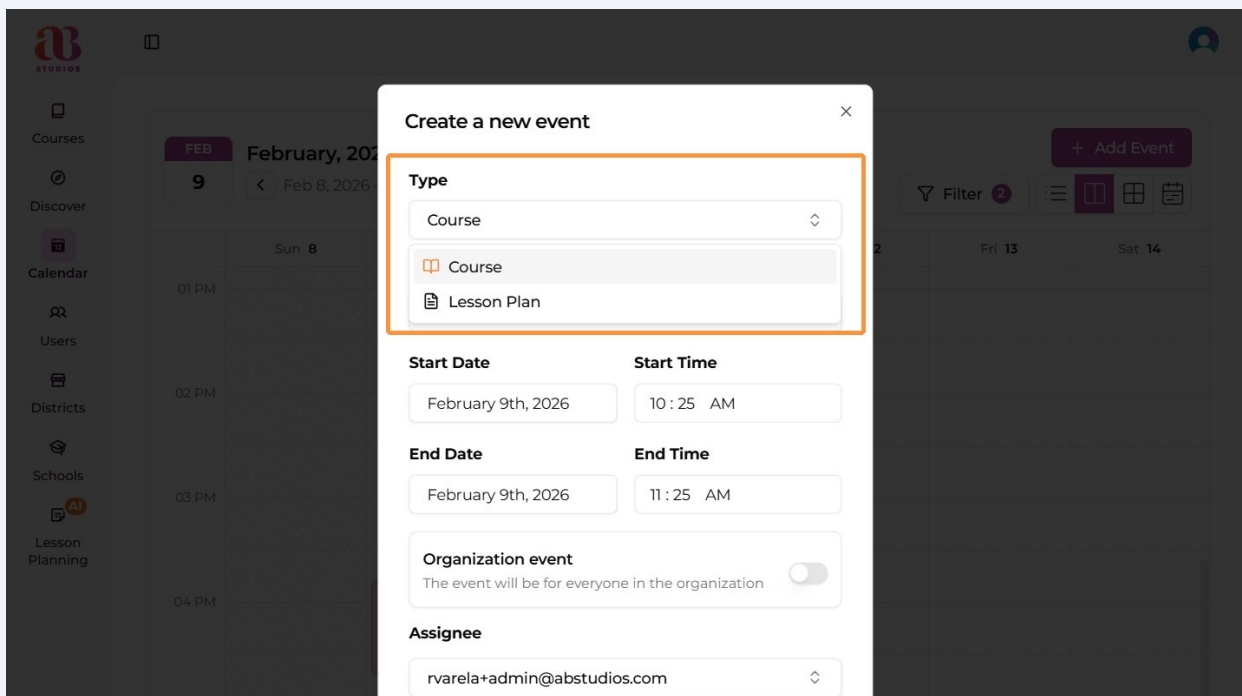 STUDIOS
Courses
Discover
Calendar
Users
Districts
Schools
AI
Lesson
Planning
FEB
9
February, 202
Feb 8, 2026
+ Add Event
Filter 2
Sun 8
2
Fri 13
Sat 14
01 PM
02 PM
03 PM
04 PM
Create a new event
Type
Course
Course
Lesson Plan
Start Date
Start Time
February 9th, 2026
10 : 25 AM
End Date
End Time
February 9th, 2026
11 : 25 AM
Organization event
The event will be for everyone in the organization
Assignee
rvarela+admin@abstudios.com